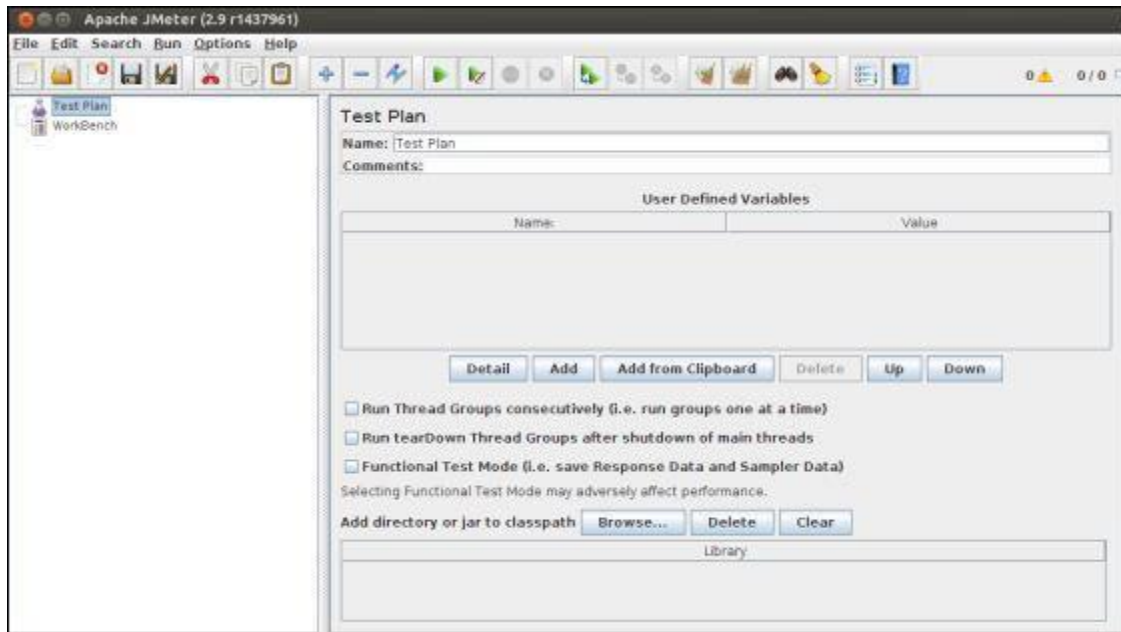 Apache JMeter (2.9 r1437961)
File Edit Search Run Options Help
0 0 / 0
Test Plan
WorkBench
Test Plan
Name: Test Plan
Comments:
User Defined Variables
Name: Value
Detail Add Add from Clipboard Delete Up Down
Run Thread Groups consecutively (i.e. run groups one at a time)
Run tearDown Thread Groups after shutdown of main threads
Functional Test Mode (i.e. save Response Data and Sampler Data)
Selecting Functional Test Mode may adversely affect performance.
Add directory or jar to classpath Browse... Delete Clear
Library